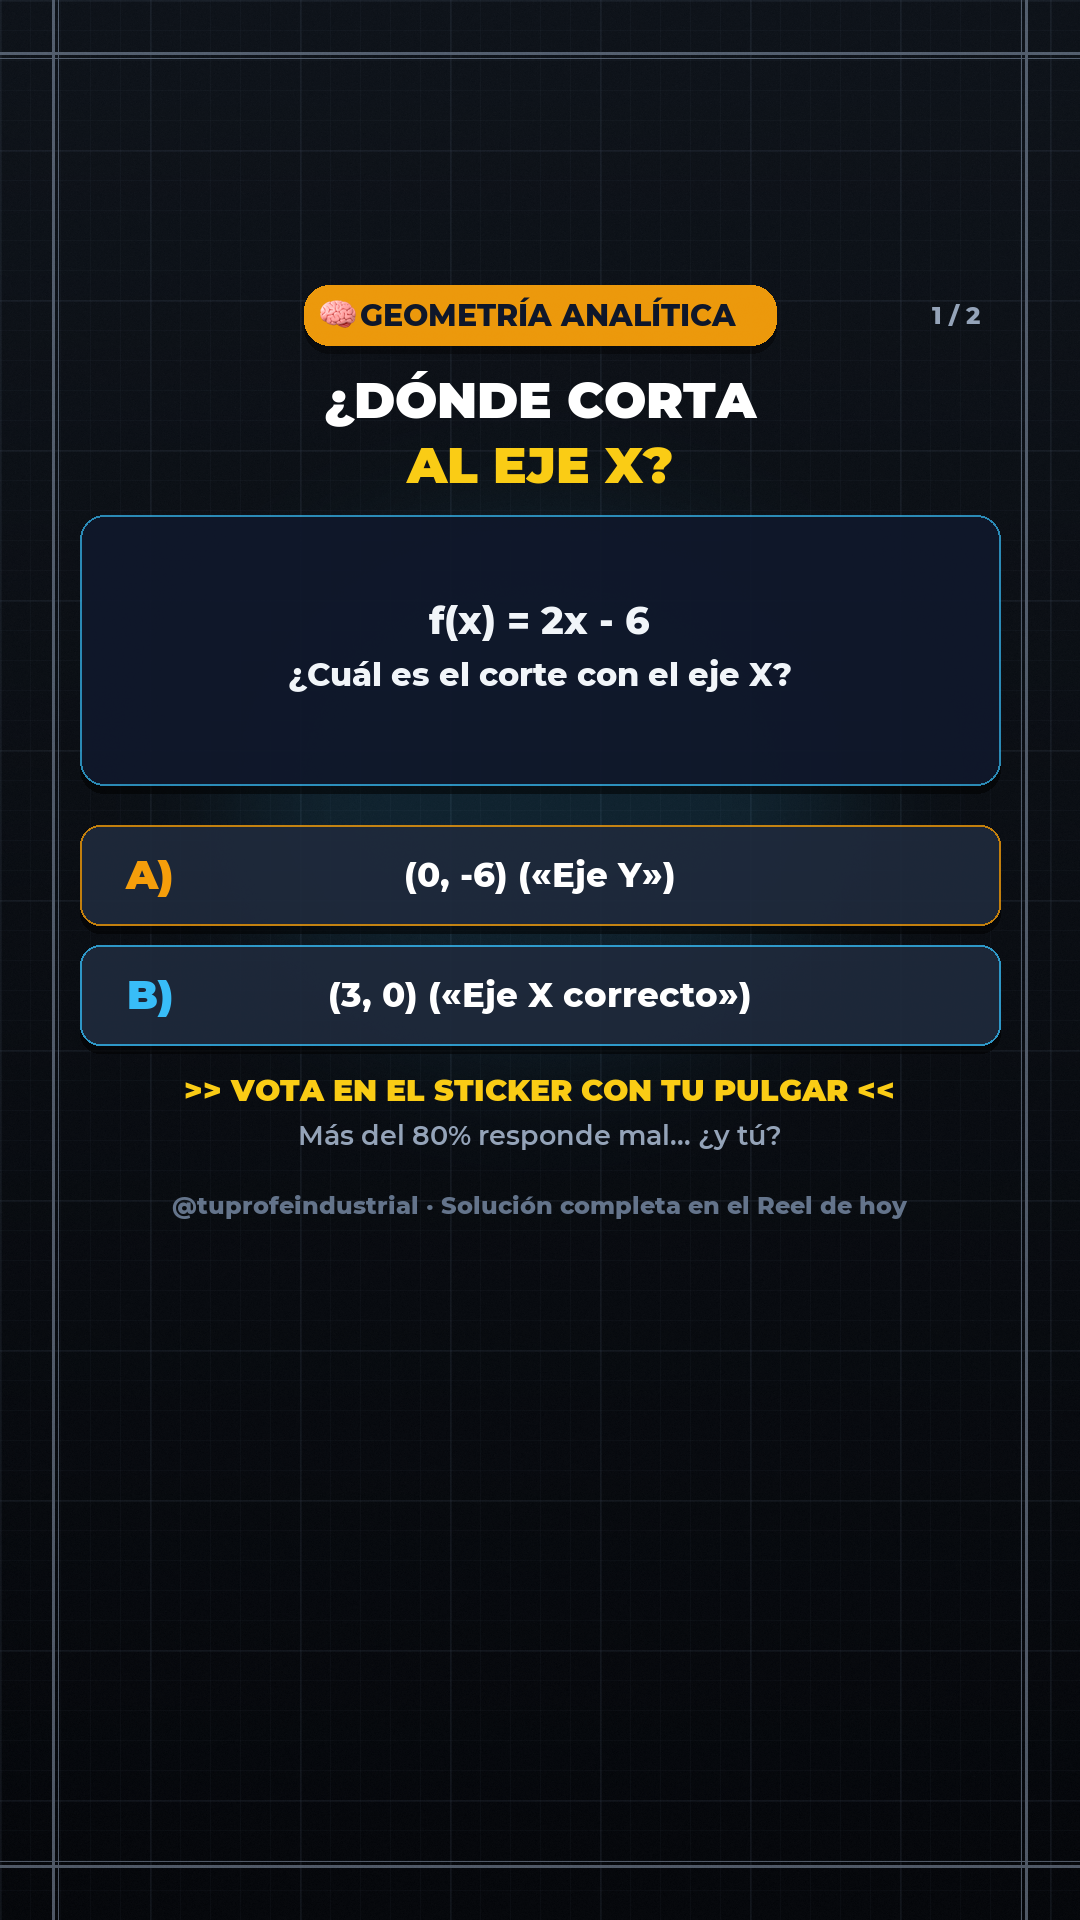 🧠 GEOMETRÍA ANALÍTICA
1 / 2
¿DÓNDE CORTA
AL EJE X?
f(x) = 2x - 6
¿Cuál es el corte con el eje X?
A) (0, -6) («Eje Y»)
B) (3, 0) («Eje X correcto»)
>> VOTA EN EL STICKER CON TU PULGAR <<
Más del 80% responde mal... ¿y tú?
@tuprofeindustrial · Solución completa en el Reel de hoy